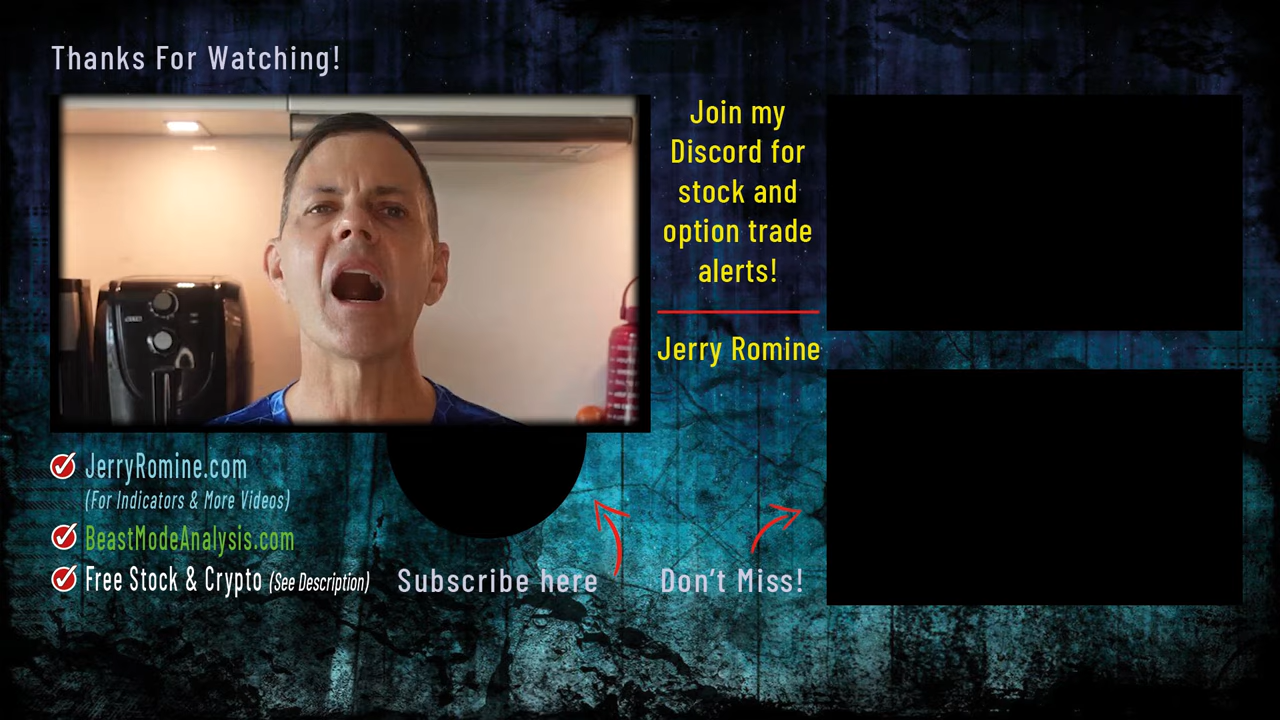 Thanks For Watching!
Join my
Discord for
stock and
option trade
alerts!
Jerry Romine
JerryRomine.com
(For Indicators & More Videos)
BeastModeAnalysis.com
Free Stock & Crypto (See Description)
Subscribe here
Don't Miss!